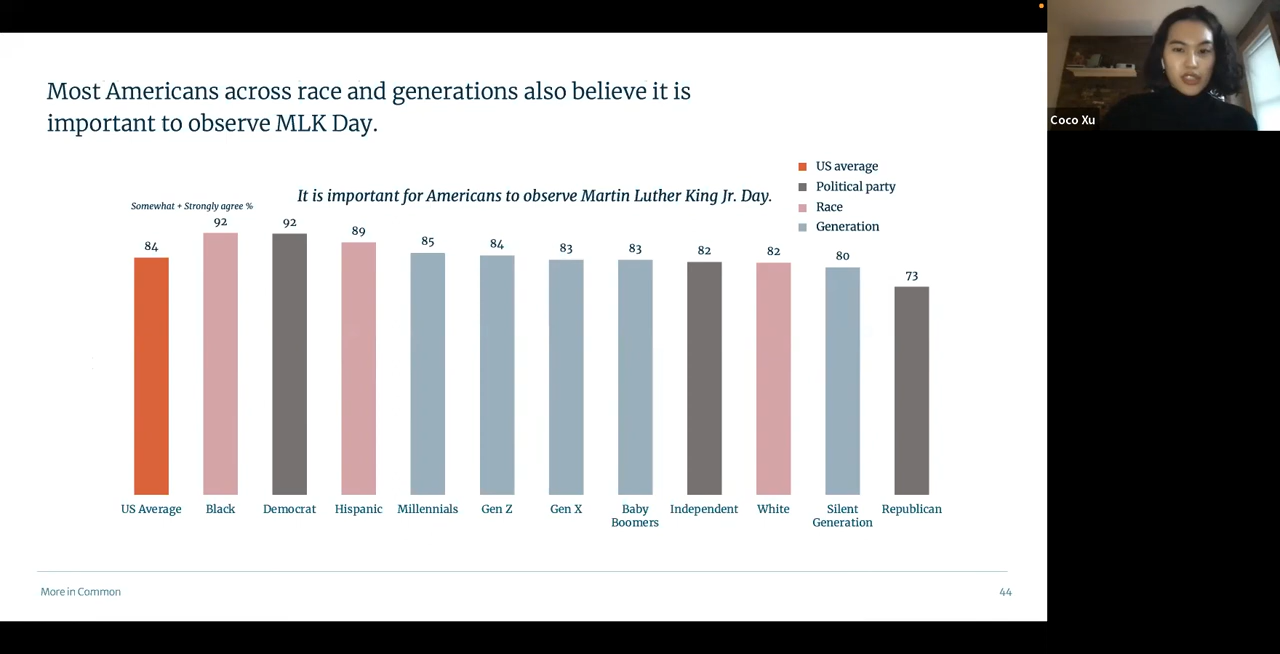 Most Americans across race and generations also believe it is
important to observe MLK Day.
US average
Political party
Race
Generation
It is important for Americans to observe Martin Luther King Jr. Day.
Somewhat + Strongly agree %
84
92
92
89
85
84
83
83
82
82
80
73
US Average
Black
Democrat
Hispanic
Millennials
Gen Z
Gen X
Baby
Boomers
Independent
White
Silent
Generation
Republican
More in Common
44
Coco Xu